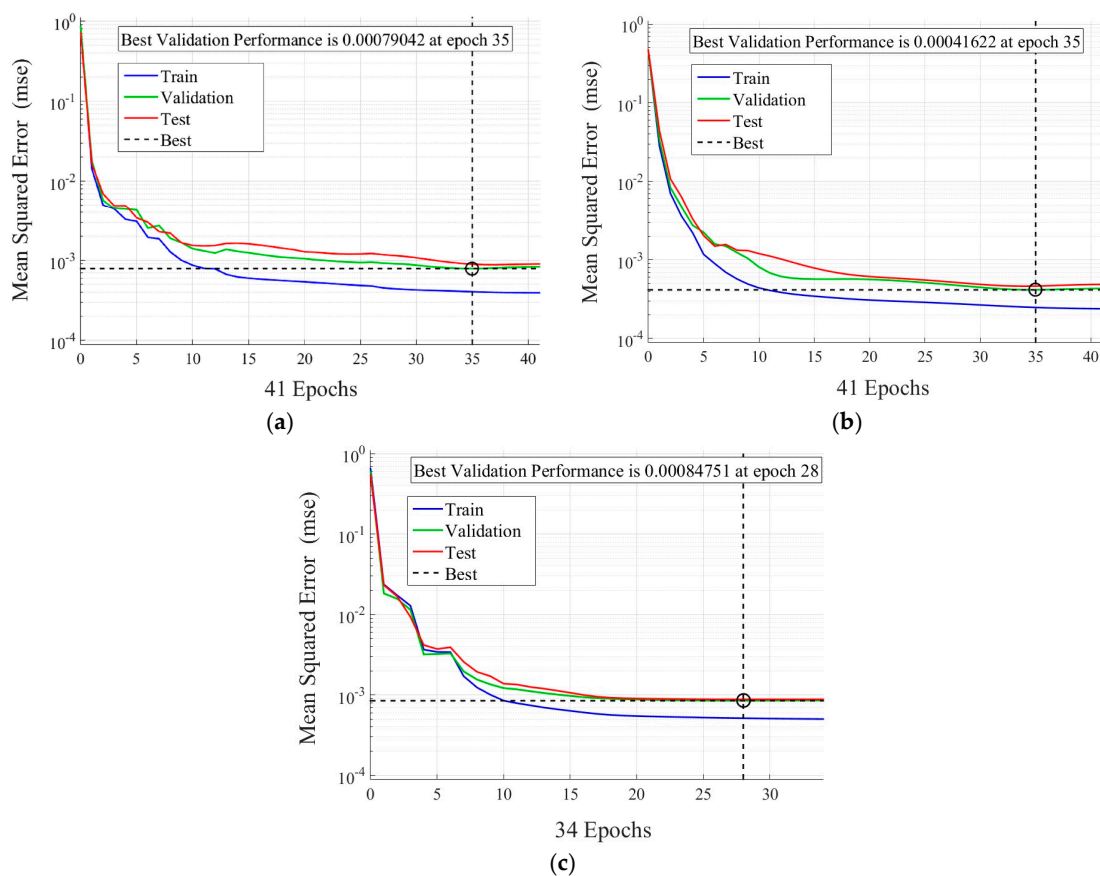 Best Validation Performance is 0.00079042 at epoch 35
Train
Validation
Test
Best
Mean Squared Error (mse)
10^0
10^-1
10^-2
10^-3
10^-4
0 5 10 15 20 25 30 35 40
41 Epochs
(a)
Best Validation Performance is 0.00041622 at epoch 35
Train
Validation
Test
Best
Mean Squared Error (mse)
10^0
10^-1
10^-2
10^-3
10^-4
0 5 10 15 20 25 30 35 40
41 Epochs
(b)
Best Validation Performance is 0.00084751 at epoch 28
Train
Validation
Test
Best
Mean Squared Error (mse)
10^0
10^-1
10^-2
10^-3
10^-4
0 5 10 15 20 25 30
34 Epochs
(c)